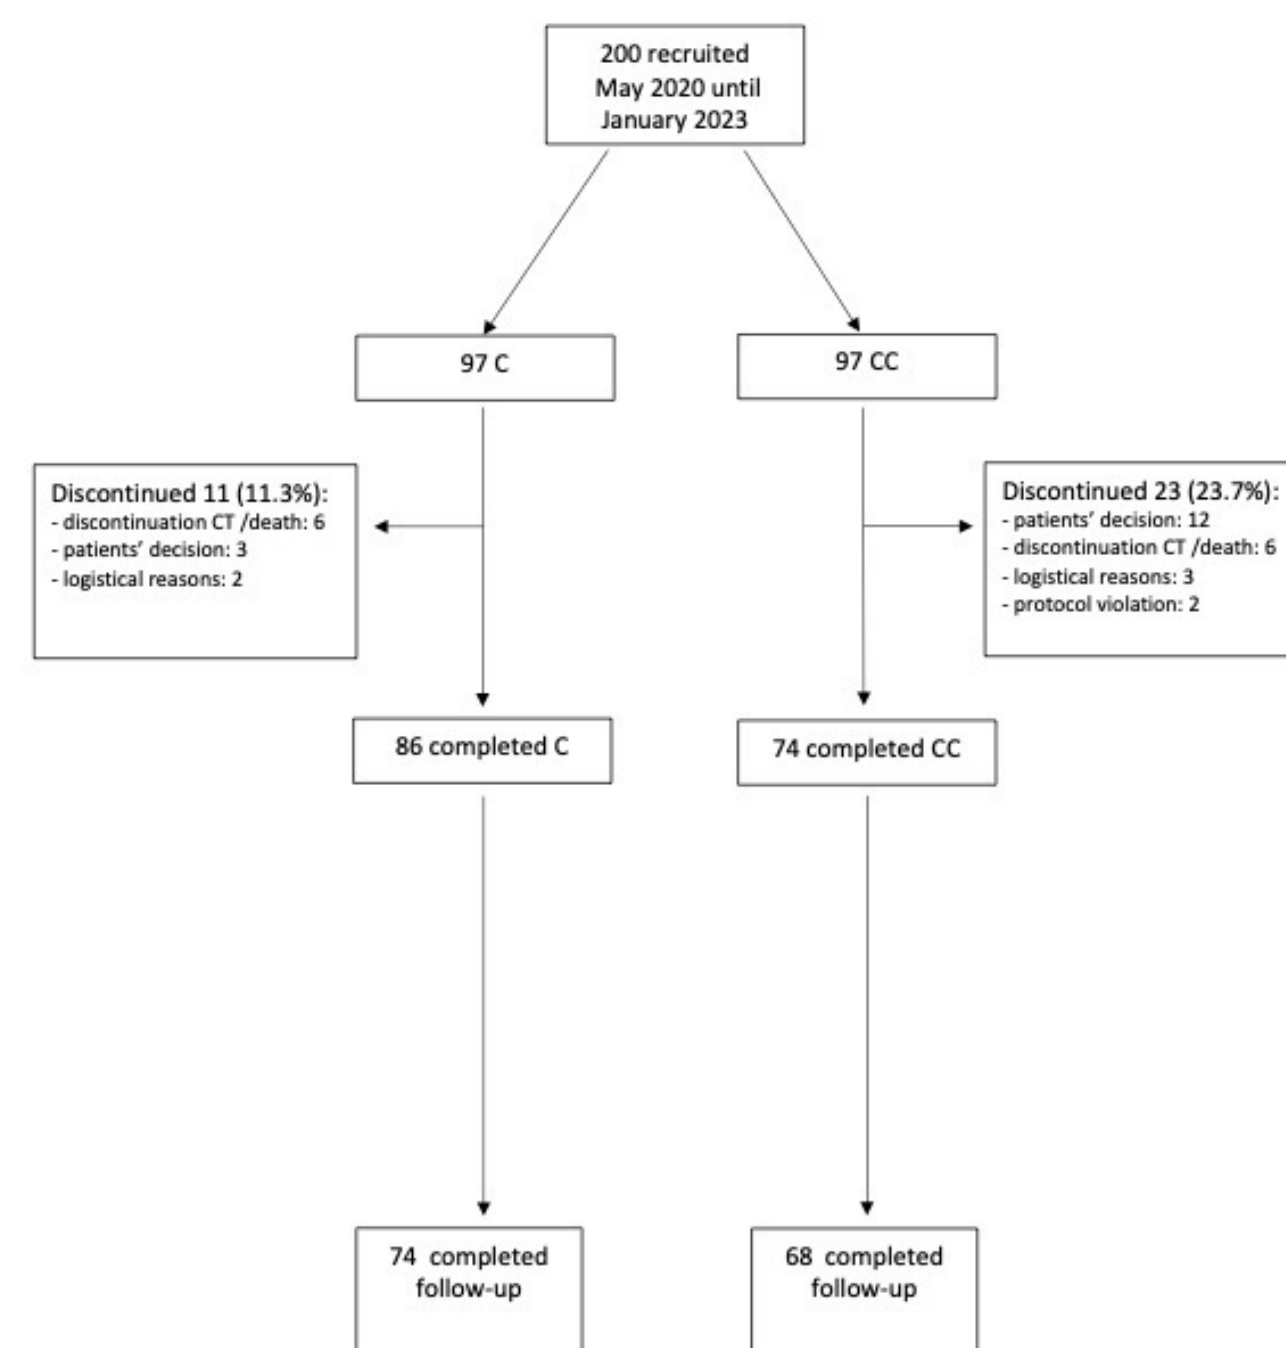 200 recruited
May 2020 until
January 2023
97 C
97 CC
Discontinued 11 (11.3%):
- discontinuation CT /death: 6
- patients’ decision: 3
- logistical reasons: 2
Discontinued 23 (23.7%):
- patients’ decision: 12
- discontinuation CT /death: 6
- logistical reasons: 3
- protocol violation: 2
86 completed C
74 completed CC
74 completed
follow-up
68 completed
follow-up